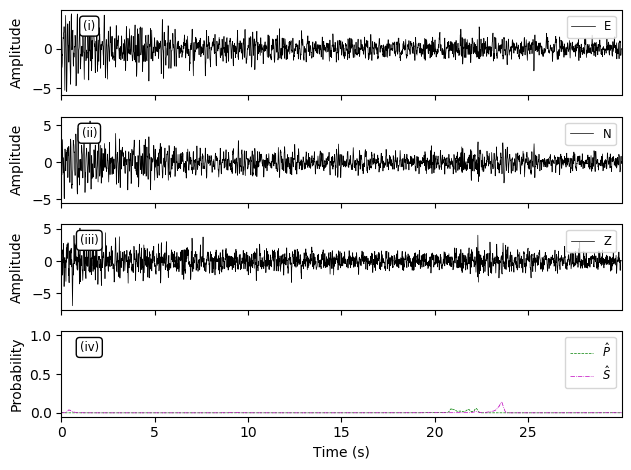 Amplitude
0
−5
(i)
E
Amplitude
5
0
−5
(ii)
N
Amplitude
5
0
−5
(iii)
Z
Probability
1.0
0.5
0.0
(iv)
P̂
Ŝ
0 5 10 15 20 25
Time (s)